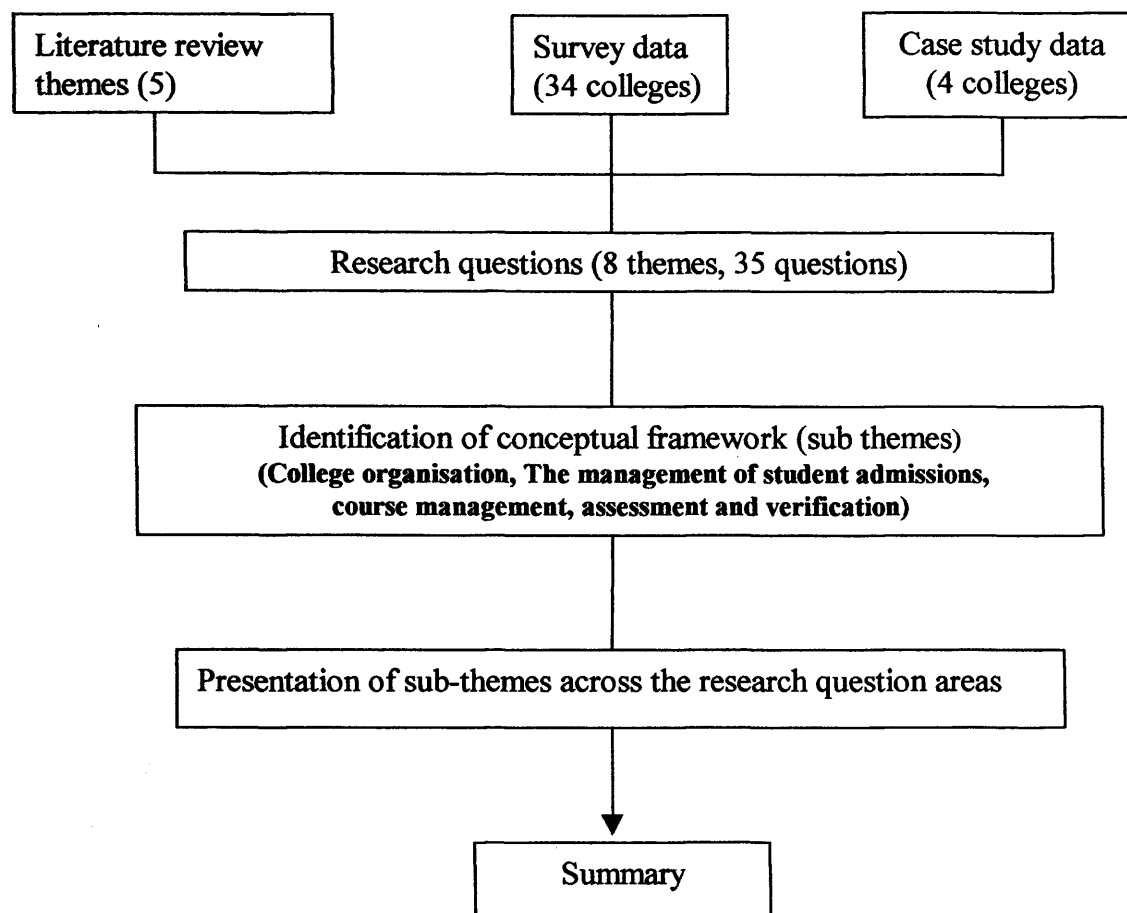 Literature review
themes (5)
Survey data
(34 colleges)
Case study data
(4 colleges)
Research questions (8 themes, 35 questions)
Identification of conceptual framework (sub themes)
(College organisation, The management of student admissions,
course management, assessment and verification)
Presentation of sub-themes across the research question areas
Summary